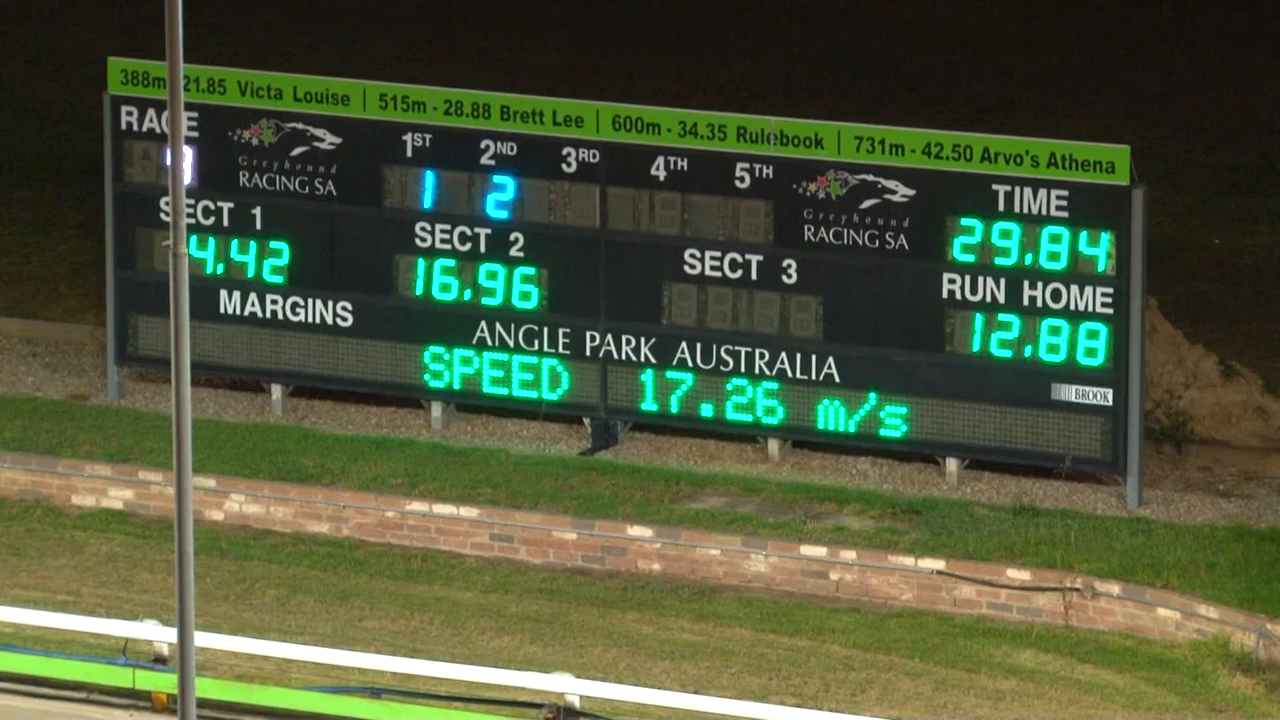 388m 21.85 Victa Louise | 515m - 28.88 Brett Lee | 600m - 34.35 Rulebook | 731m - 42.50 Arvo's Athena
RACE 1ST 2ND 3RD 4TH 5TH TIME
Greyhound RACING SA
1 2
Greyhound RACING SA
29.84
SECT 1 SECT 2 SECT 3 RUN HOME
4.42 16.96 12.88
MARGINS
ANGLE PARK AUSTRALIA
SPEED 17.26 m/s
BROOK